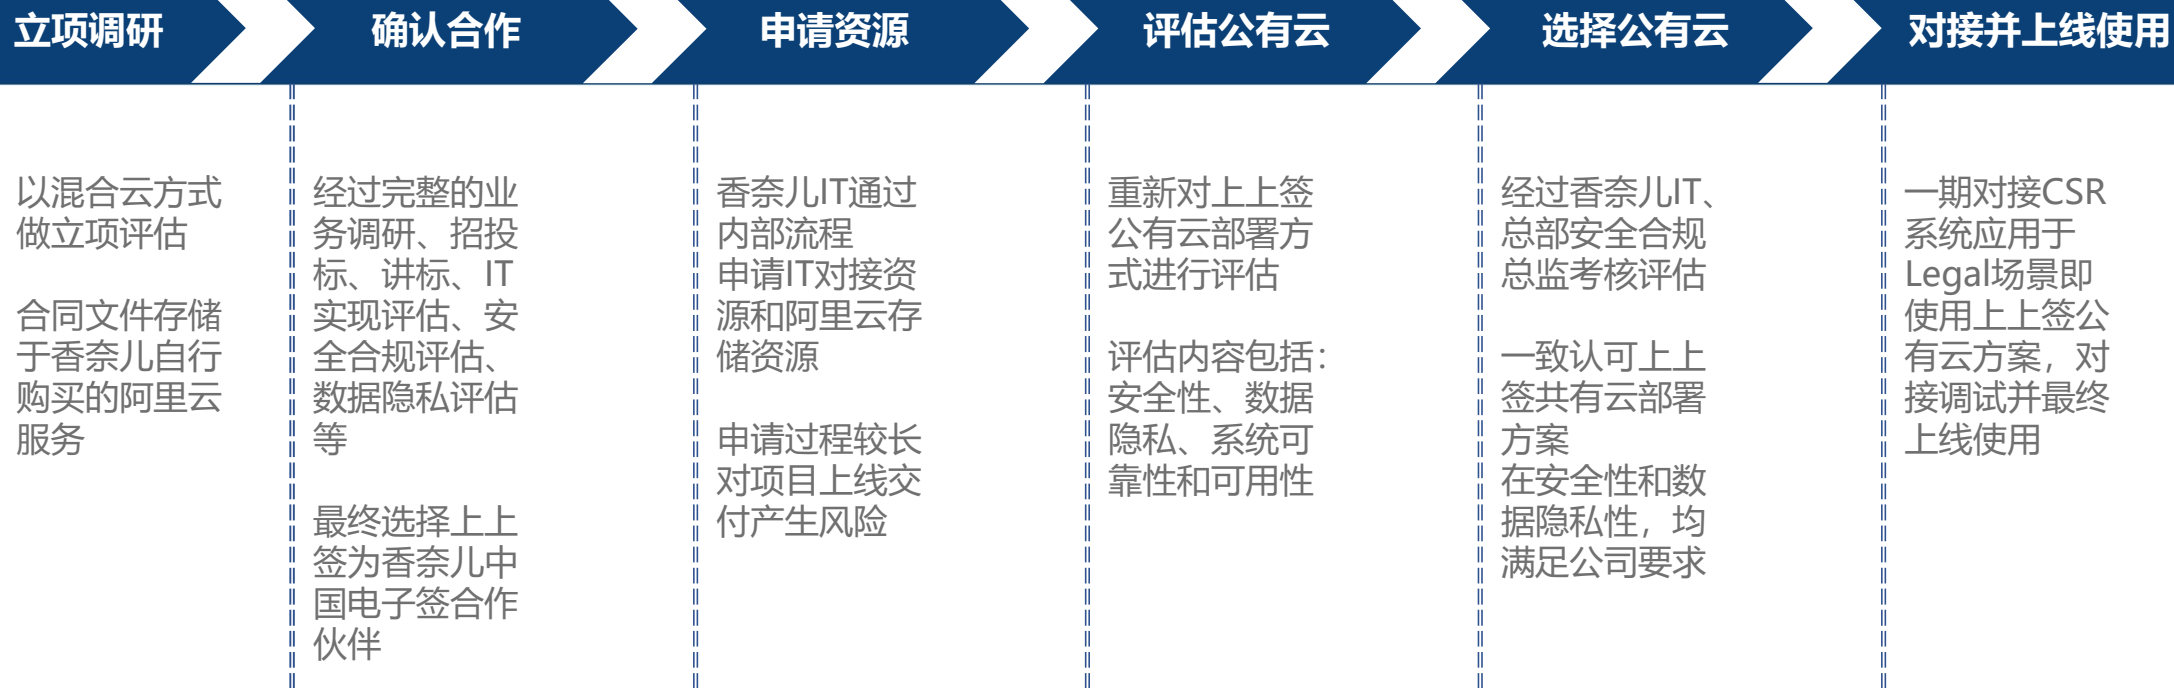 立项调研
确认合作
申请资源
评估公有云
选择公有云
对接并上线使用
以混合云方式
做立项评估
合同文件存储
于香奈儿自行
购买的阿里云
服务
经过完整的业
务调研、招投
标、讲标、IT
实现评估、安
全合规评估、
数据隐私评估
等
最终选择上上
签为香奈儿中
国电子签合作
伙伴
香奈儿IT通过
内部流程
申请IT对接资
源和阿里云存
储资源
申请过程较长
对项目上线交
付产生风险
重新对上上签
公有云部署方
式进行评估
评估内容包括：
安全性、数据
隐私、系统可
靠性和可用性
经过香奈儿IT、
总部安全合规
总监考核评估
一致认可上上
签共有云部署
方案
在安全性和数
据隐私性，均
满足公司要求
一期对接CSR
系统应用于
Legal场景即
使用上上签公
有云方案，对
接调试并最终
上线使用